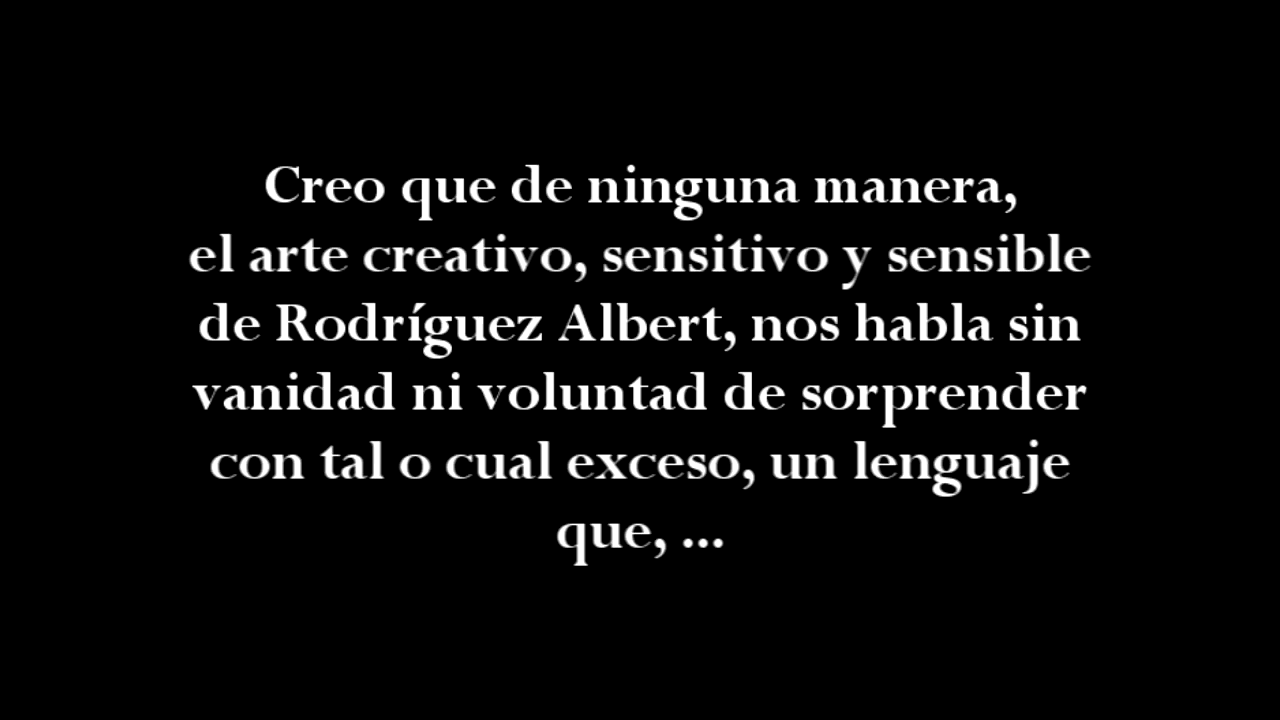 Creo que de ninguna manera,
el arte creativo, sensitivo y sensible
de Rodríguez Albert, nos habla sin
vanidad ni voluntad de sorprender
con tal o cual exceso, un lenguaje
que, ...